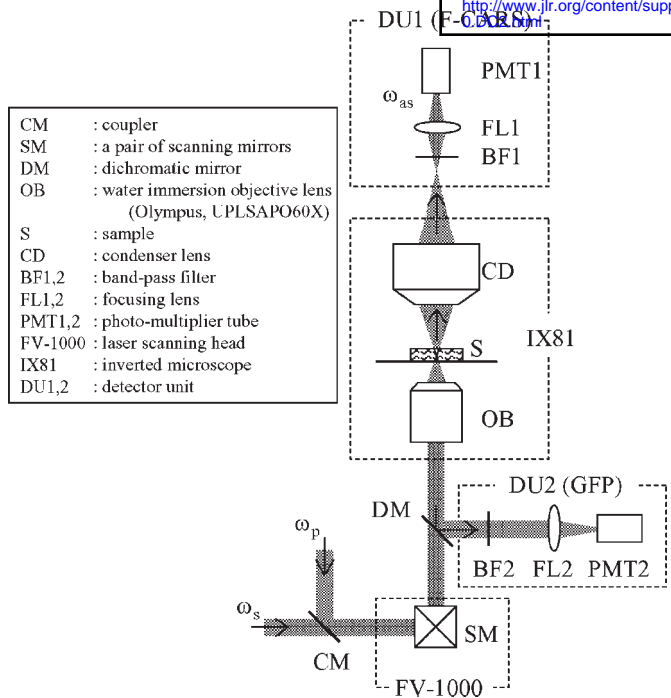 http://www.jlr.org/content/supp
DU1 (F-CARS)
PMT1
ω_as
FL1
BF1
CM : coupler
SM : a pair of scanning mirrors
DM : dichromatic mirror
OB : water immersion objective lens
(Olympus, UPLSAPO60X)
S : sample
CD : condenser lens
BF1,2 : band-pass filter
FL1,2 : focusing lens
PMT1,2 : photo-multiplier tube
FV-1000 : laser scanning head
IX81 : inverted microscope
DU1,2 : detector unit
CD
S
IX81
OB
DU2 (GFP)
DM
BF2 FL2 PMT2
ω_p
ω_s
SM
CM
FV-1000